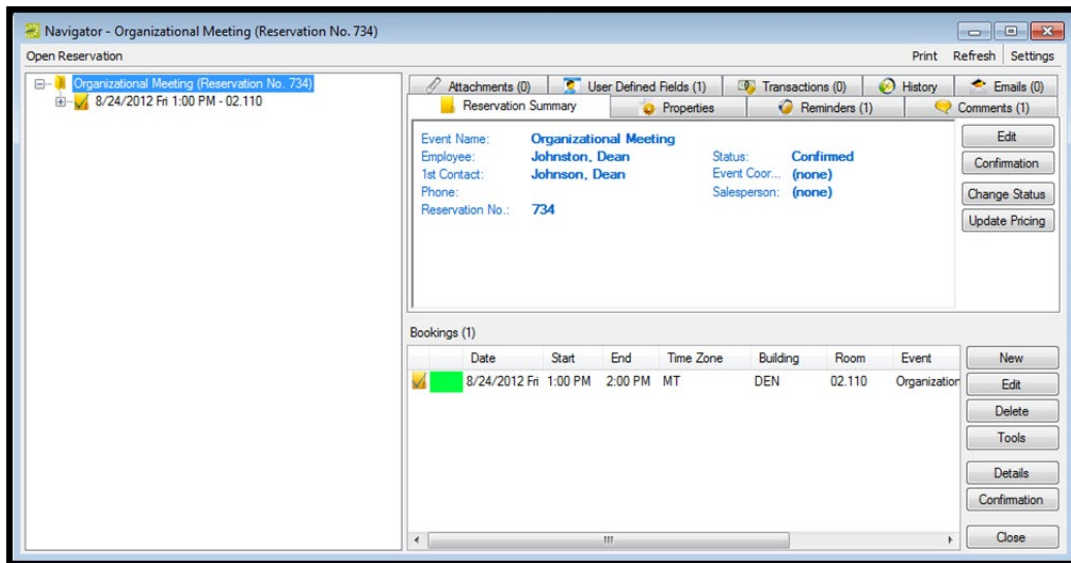 Navigator - Organizational Meeting (Reservation No. 734)
Open Reservation Print Refresh Settings
Organizational Meeting (Reservation No. 734)
8/24/2012 Fri 1:00 PM - 02.110
Attachments (0) User Defined Fields (1) Transactions (0) History Emails (0)
Reservation Summary Properties Reminders (1) Comments (1)
Event Name: Organizational Meeting
Employee: Johnston, Dean Status: Confirmed
1st Contact: Johnson, Dean Event Coor... (none)
Phone: Salesperson: (none)
Reservation No.: 734
Edit
Confirmation
Change Status
Update Pricing
Bookings (1)
Date Start End Time Zone Building Room Event
8/24/2012 Fri 1:00 PM 2:00 PM MT DEN 02.110 Organization
New
Edit
Delete
Tools
Details
Confirmation
Close